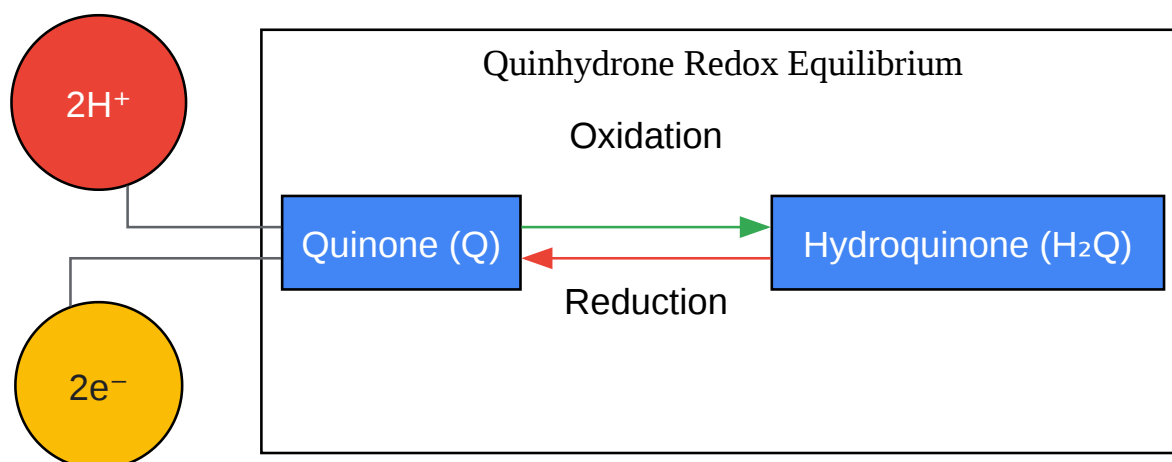 Quinhydrone Redox Equilibrium
2H⁺
Oxidation
Quinone (Q)
Hydroquinone (H₂Q)
Reduction
2e⁻